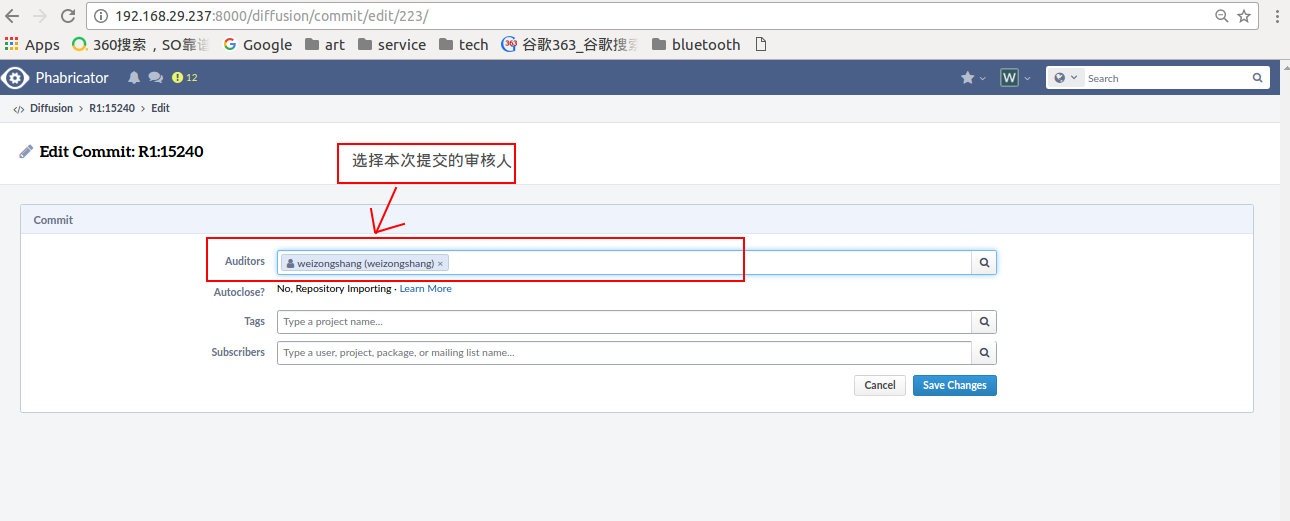 192.168.29.237:8000/diffusion/commit/edit/223/
Apps 360搜索，SO靠谱 Google art service tech 谷歌363_谷歌搜索 bluetooth
Phabricator 12 W Search
Diffusion > R1:15240 > Edit
Edit Commit: R1:15240
选择本次提交的审核人
Commit
Auditors weizongshang (weizongshang) ×
Autoclose? No, Repository Importing · Learn More
Tags Type a project name...
Subscribers Type a user, project, package, or mailing list name...
Cancel Save Changes